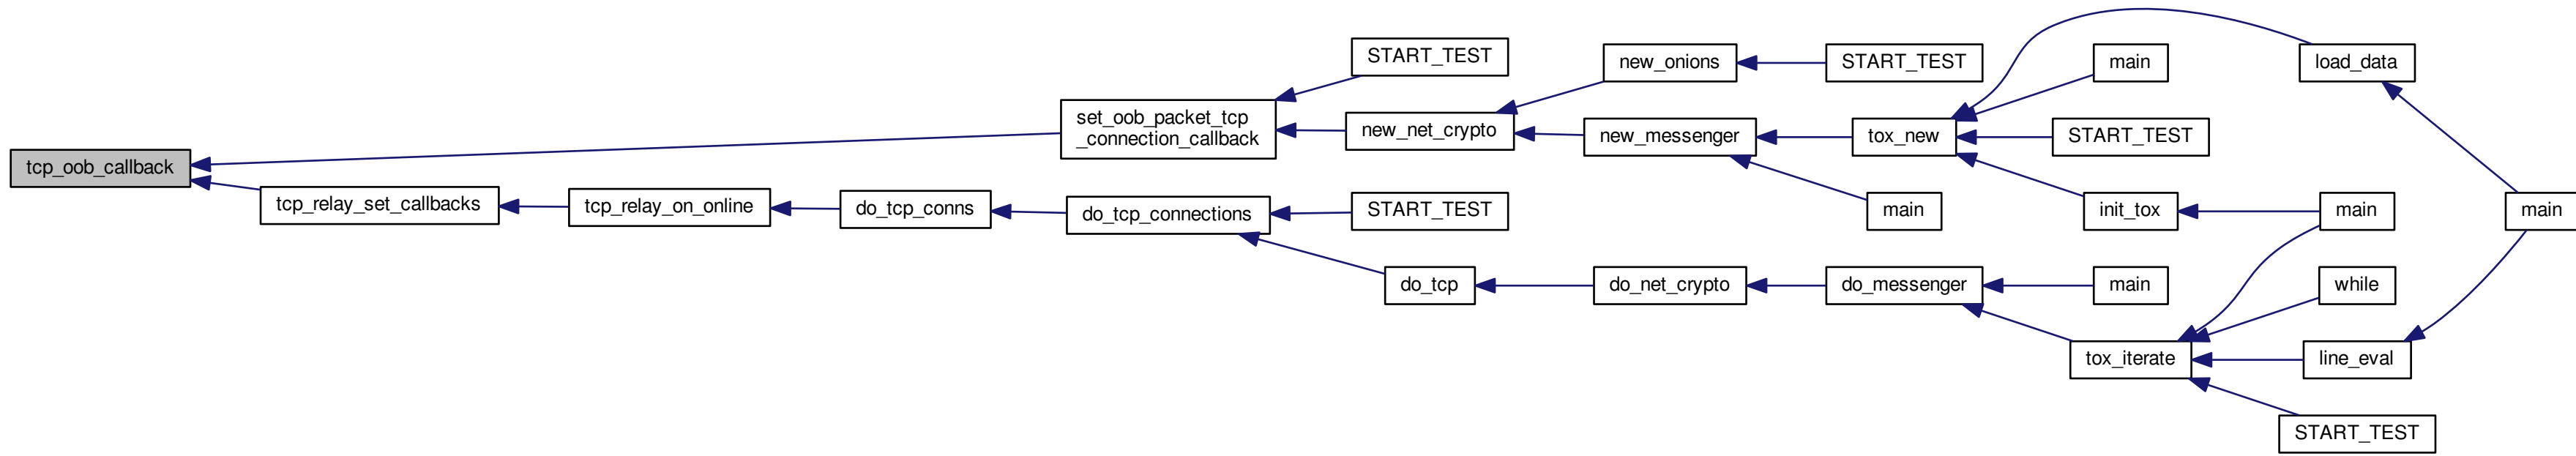 tcp_oob_callback
set_oob_packet_tcp
_connection_callback
tcp_relay_set_callbacks
tcp_relay_on_online
do_tcp_conns
do_tcp_connections
START_TEST
new_net_crypto
START_TEST
do_tcp
new_onions
new_messenger
do_net_crypto
START_TEST
tox_new
main
do_messenger
main
START_TEST
init_tox
main
tox_iterate
load_data
main
while
line_eval
START_TEST
main